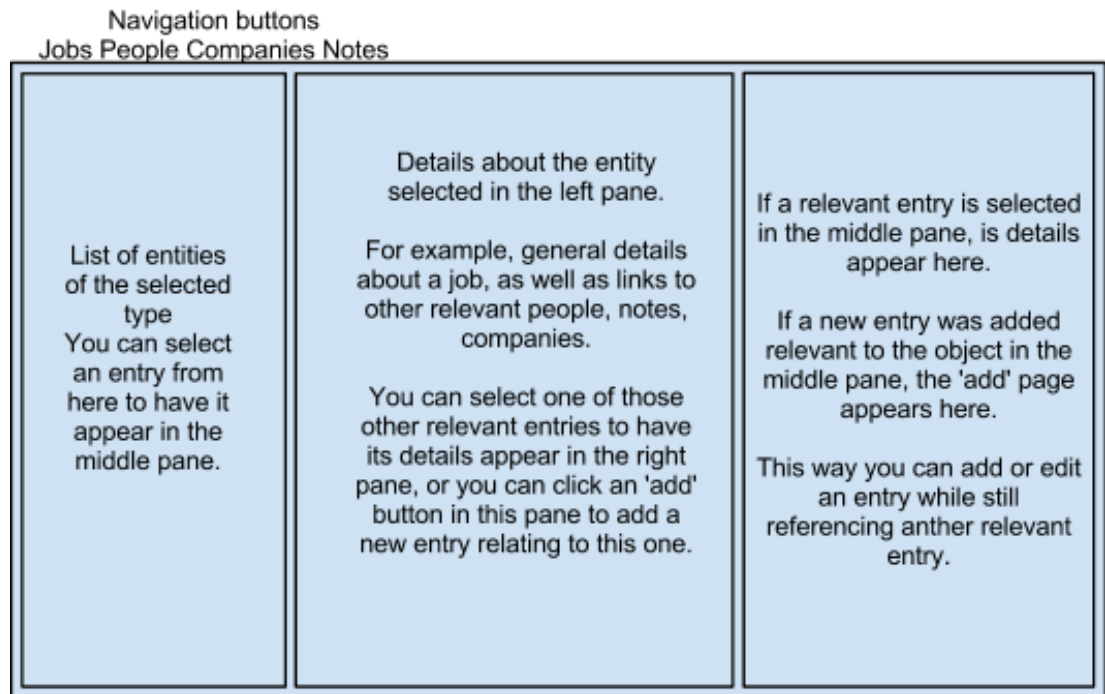 Navigation buttons
Jobs People Companies Notes
List of entities
of the selected
type
You can select
an entry from
here to have it
appear in the
middle pane.
Details about the entity
selected in the left pane.
For example, general details
about a job, as well as links to
other relevant people, notes,
companies.
You can select one of those
other relevant entries to have
its details appear in the right
pane, or you can click an 'add'
button in this pane to add a
new entry relating to this one.
If a relevant entry is selected
in the middle pane, is details
appear here.
If a new entry was added
relevant to the object in the
middle pane, the 'add' page
appears here.
This way you can add or edit
an entry while still
referencing anther relevant
entry.